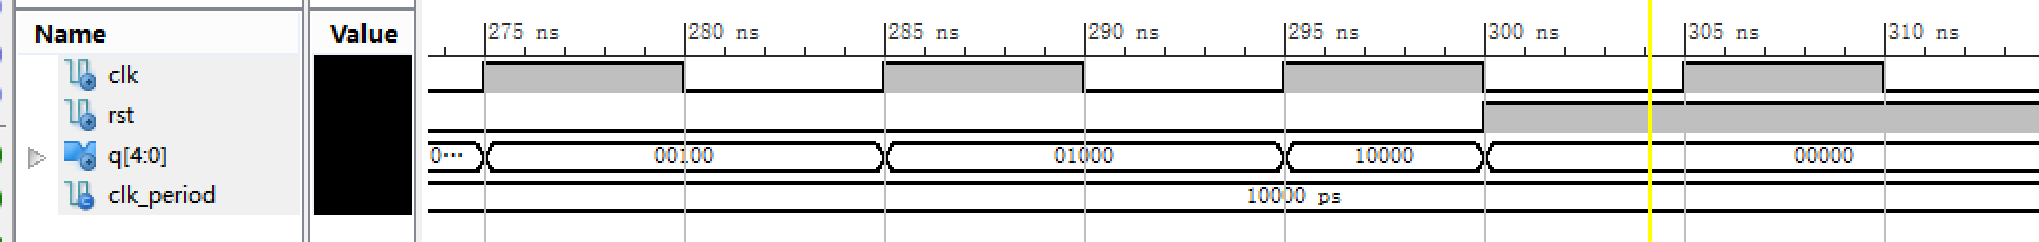 Name Value 275 ns 280 ns 285 ns 290 ns 295 ns 300 ns 305 ns 310 ns
clk
rst
q[4:0] 0··· 00100 01000 10000 00000
clk_period 10000 ps